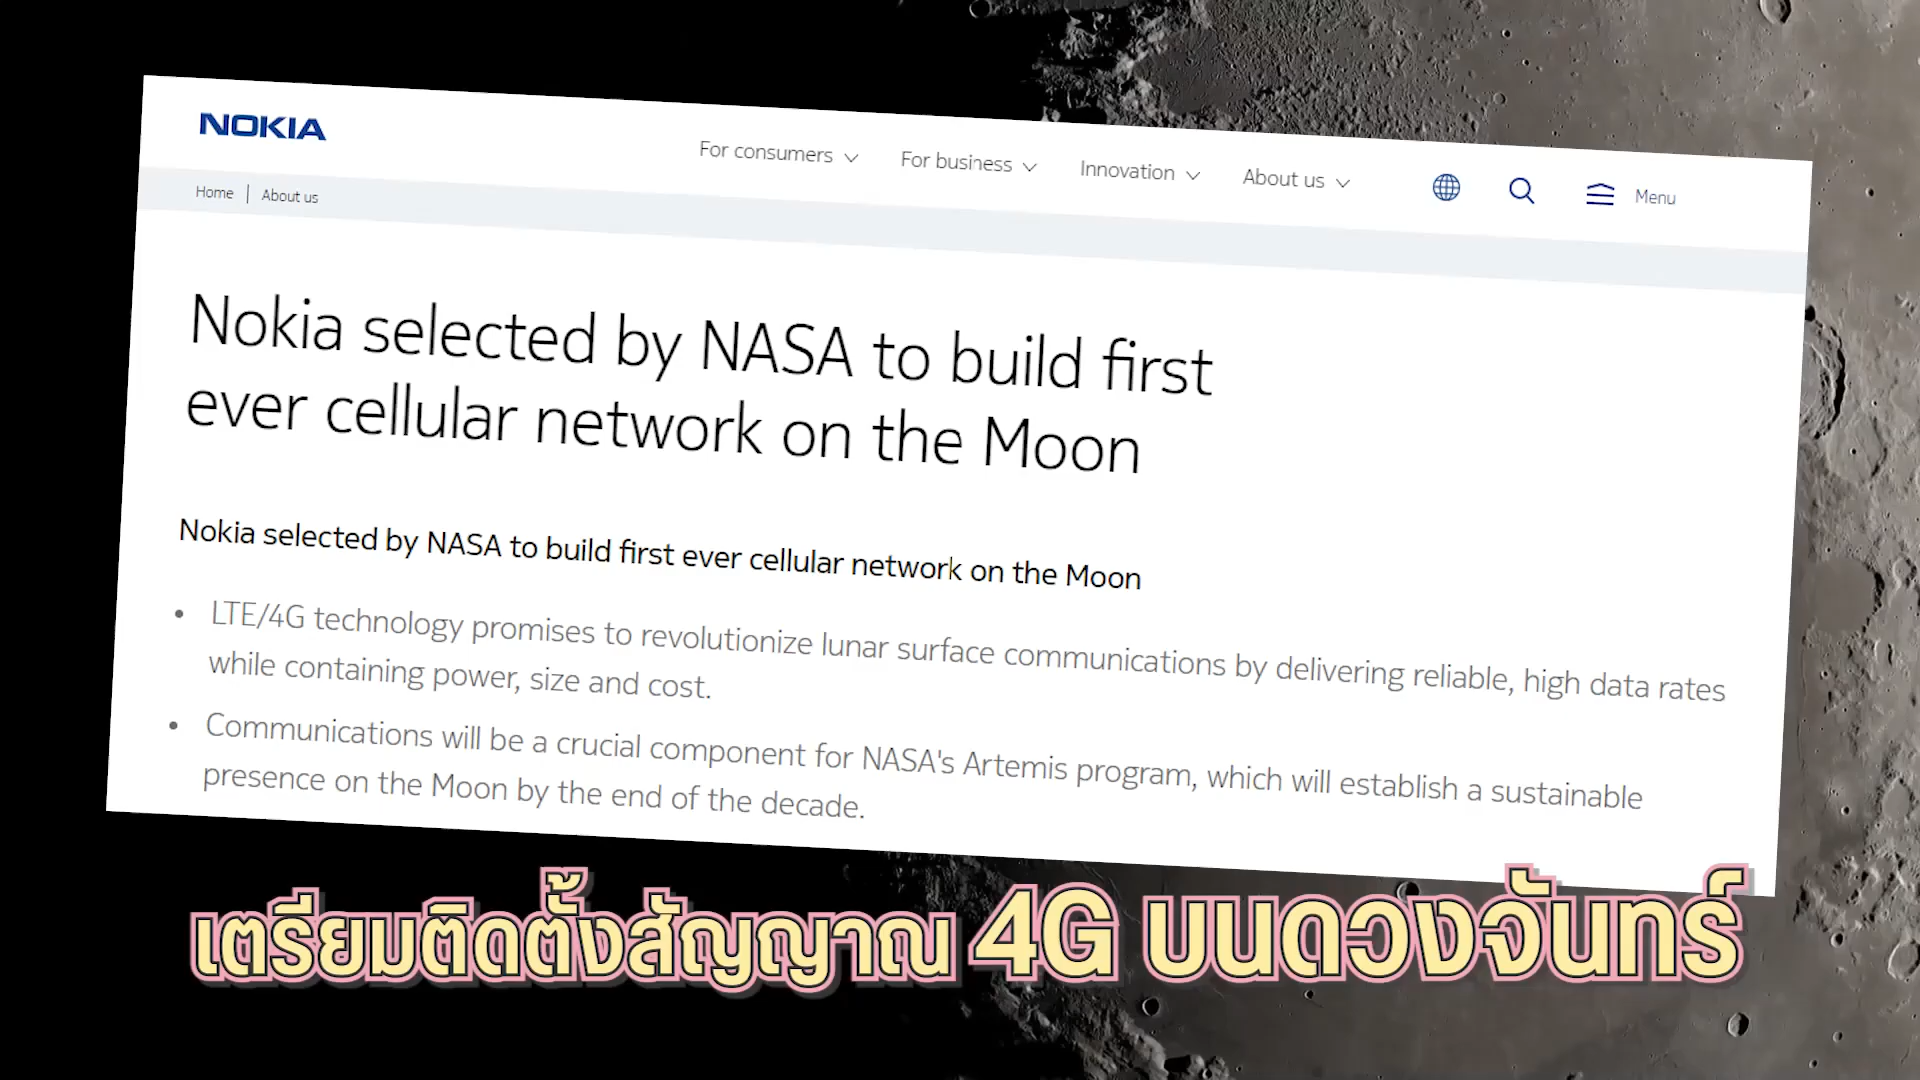 NOKIA
For consumers For business Innovation About us Menu
Home | About us
Nokia selected by NASA to build first
ever cellular network on the Moon
Nokia selected by NASA to build first ever cellular network on the Moon
• LTE/4G technology promises to revolutionize lunar surface communications by delivering reliable, high data rates
while containing power, size and cost.
• Communications will be a crucial component for NASA's Artemis program, which will establish a sustainable
presence on the Moon by the end of the decade.
เตรียมติดตั้งสัญญาณ 4G บนดวงจันทร์